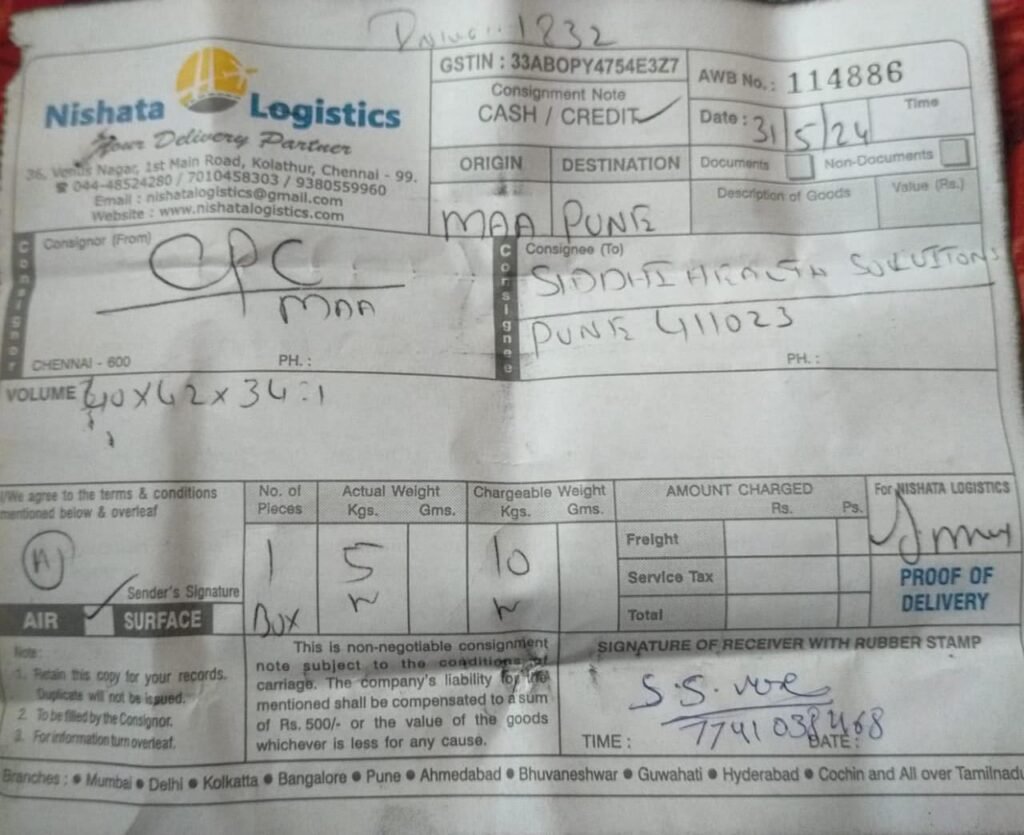 1832
Nishata Logistics
Your Delivery Partner
36, Venus Nagar, 1st Main Road, Kolathur, Chennai - 99.
☎ 044-48524280 / 7010458303 / 9380559960
Email : nishatalogistics@gmail.com
Website : www.nishatalogistics.com
GSTIN : 33ABOPY4754E3Z7
Consignment Note
CASH / CREDIT ✓
AWB No.: 114886
Date : 31/5/24
Time
ORIGIN DESTINATION
MAA PUNE
Documents Non-Documents
Description of Goods Value (Rs.)
Consignor
Consignor (From)
CPC
MAA
CHENNAI - 600 PH. :
Consignee
Consignee (To)
SIDDHI HEALTH SOLUITONS
PUNE 411023
PH. :
VOLUME 40 X 42 X 34 : 1
I/We agree to the terms & conditions
mentioned below & overleaf
N
Sender's Signature
AIR ✓ SURFACE
No. of Pieces
1
Box
Actual Weight
Kgs. Gms.
5
Chargeable Weight
Kgs. Gms.
10
AMOUNT CHARGED
Rs. Ps.
Freight
Service Tax
Total
For NISHATA LOGISTICS
PROOF OF
DELIVERY
Note :
1. Retain this copy for your records.
Duplicate will not be issued.
2. To be filled by the Consignor.
3. For information turn overleaf.
This is non-negotiable consignment
note subject to the conditions of
carriage. The company's liability for the
mentioned shall be compensated to a sum
of Rs. 500/- or the value of the goods
whichever is less for any cause.
SIGNATURE OF RECEIVER WITH RUBBER STAMP
S.S.
7741038468
TIME : DATE :
Branches : • Mumbai • Delhi • Kolkatta • Bangalore • Pune • Ahmedabad • Bhuvaneshwar • Guwahati • Hyderabad • Cochin and All over Tamilnadu